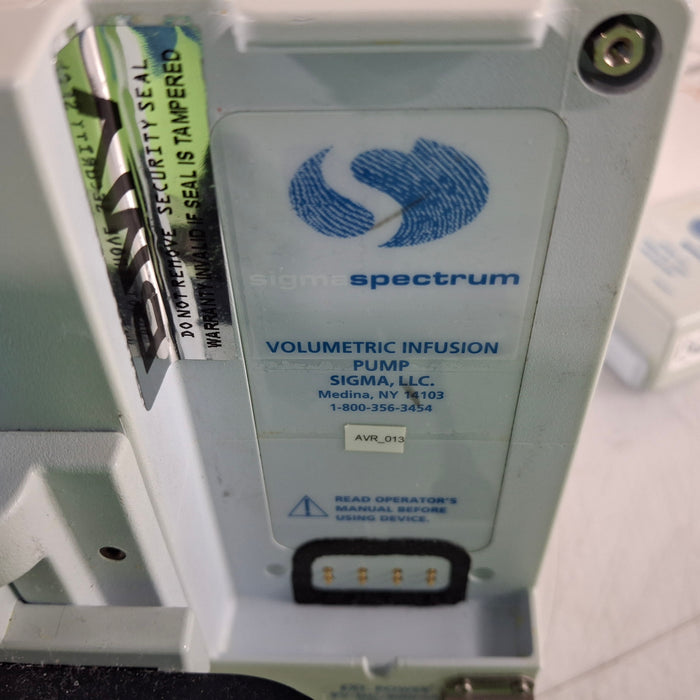 DO NOT REMOVE SECURITY SEAL
WARRANTY INVALID IF SEAL IS TAMPERED
sigmaspectrum
VOLUMETRIC INFUSION
PUMP
SIGMA, LLC.
Medina, NY 14103
1-800-356-3454
AVR_013
READ OPERATOR'S
MANUAL BEFORE
USING DEVICE.